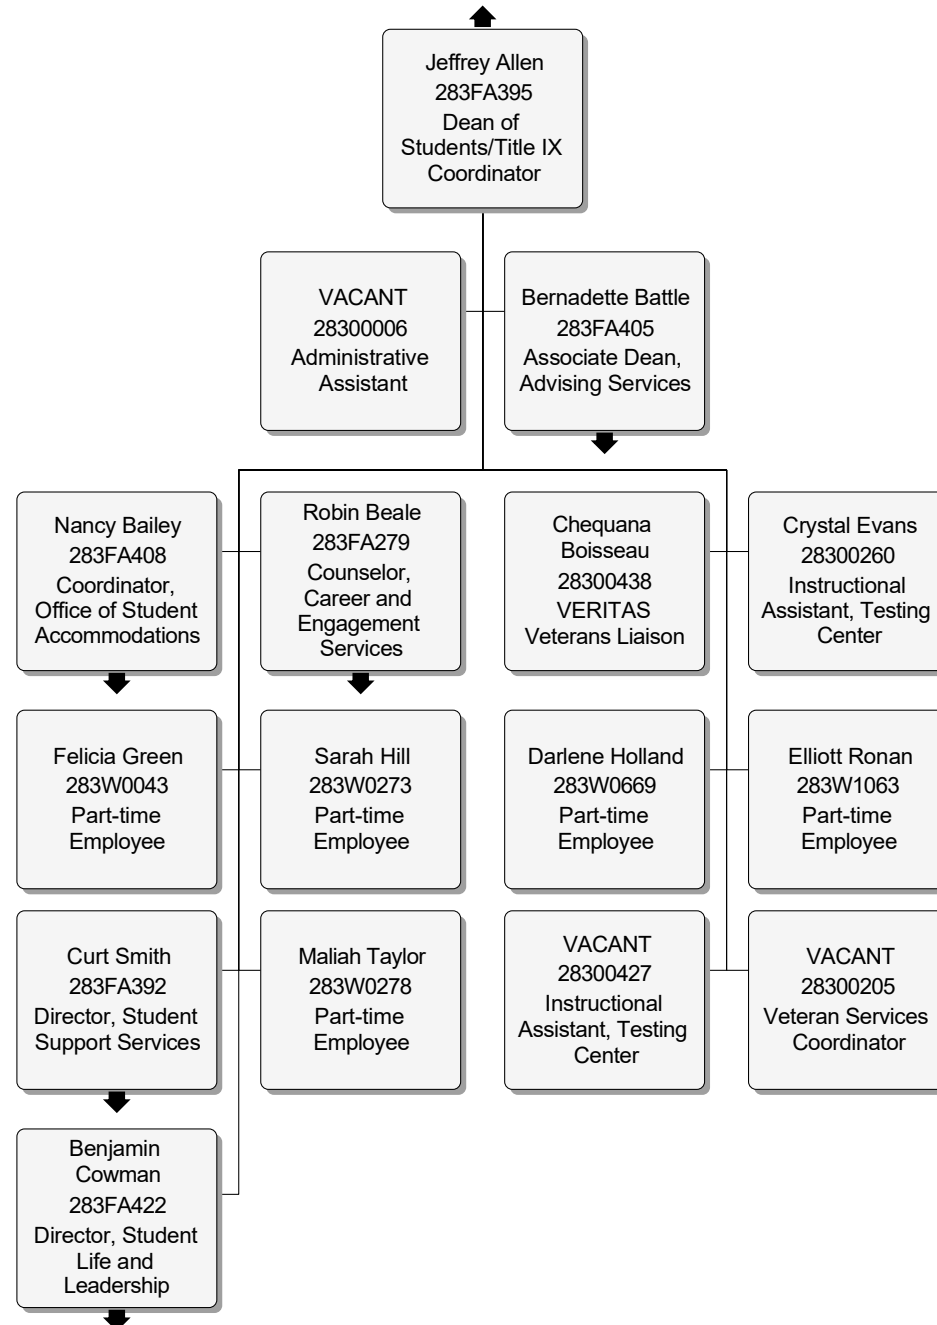 Jeffrey Allen
283FA395
Dean of
Students/Title IX
Coordinator
VACANT
28300006
Administrative
Assistant
Bernadette Battle
283FA405
Associate Dean,
Advising Services
Nancy Bailey
283FA408
Coordinator,
Office of Student
Accommodations
Robin Beale
283FA279
Counselor,
Career and
Engagement
Services
Chequana
Boisseau
28300438
VERITAS
Veterans Liaison
Crystal Evans
28300260
Instructional
Assistant, Testing
Center
Felicia Green
283W0043
Part-time
Employee
Sarah Hill
283W0273
Part-time
Employee
Darlene Holland
283W0669
Part-time
Employee
Elliott Ronan
283W1063
Part-time
Employee
Curt Smith
283FA392
Director, Student
Support Services
Maliah Taylor
283W0278
Part-time
Employee
VACANT
28300427
Instructional
Assistant, Testing
Center
VACANT
28300205
Veteran Services
Coordinator
Benjamin
Cowman
283FA422
Director, Student
Life and
Leadership